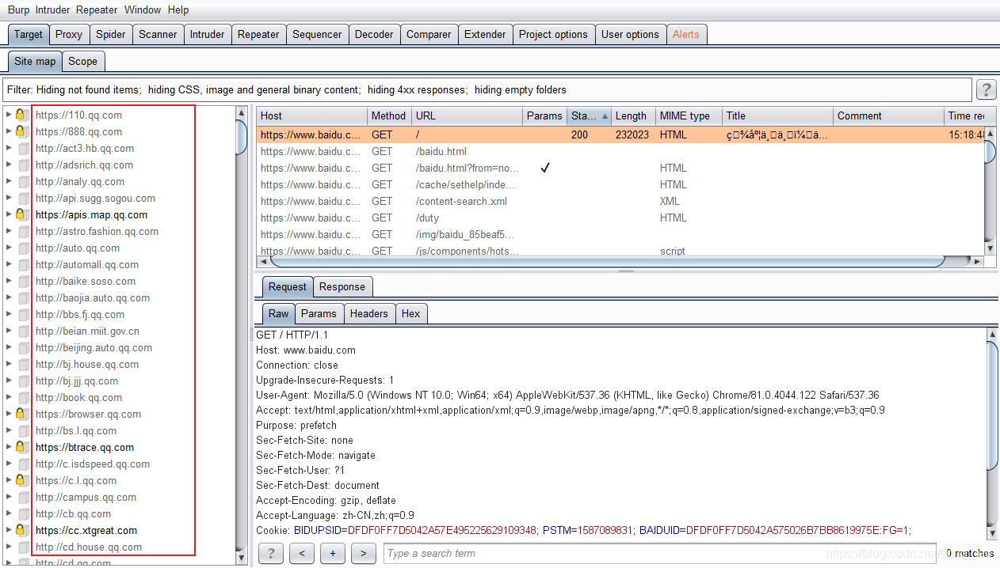 Burp Intruder Repeater Window Help
Target Proxy Spider Scanner Intruder Repeater Sequencer Decoder Comparer Extender Project options User options Alerts
Site map Scope
Filter: Hiding not found items; hiding CSS, image and general binary content; hiding 4xx responses; hiding empty folders ?
https://110.qq.com
https://888.qq.com
http://act3.hb.qq.com
http://adsrich.qq.com
http://analy.qq.com
http://api.sugg.sogou.com
https://apis.map.qq.com
http://astro.fashion.qq.com
http://auto.qq.com
http://automall.qq.com
http://baike.soso.com
http://baojia.auto.qq.com
http://bbs.fj.qq.com
http://beian.miit.gov.cn
http://beijing.auto.qq.com
http://bj.house.qq.com
http://bj.jjj.qq.com
http://book.qq.com
https://browser.qq.com
http://bs.l.qq.com
https://btrace.qq.com
http://c.isdspeed.qq.com
https://c.l.qq.com
http://campus.qq.com
http://cb.qq.com
https://cc.xtgreat.com
http://cd.house.qq.com
http://cd.qq.com
Host Method URL Params Sta... Length MIME type Title Comment Time re
https://www.baidu.c... GET / 200 232023 HTML 15:18:48
https://www.baidu.c... GET /baidu.html
https://www.baidu.c... GET /baidu.html?from=no... ✓ HTML
https://www.baidu.c... GET /cache/sethelp/inde... HTML
https://www.baidu.c... GET /content-search.xml XML
https://www.baidu.c... GET /duty HTML
https://www.baidu.c... GET /img/baidu_85beaf5...
https://www.baidu.c... GET /js/components/hots... script
Request Response
Raw Params Headers Hex
GET / HTTP/1.1
Host: www.baidu.com
Connection: close
Upgrade-Insecure-Requests: 1
User-Agent: Mozilla/5.0 (Windows NT 10.0; Win64; x64) AppleWebKit/537.36 (KHTML, like Gecko) Chrome/81.0.4044.122 Safari/537.36
Accept: text/html,application/xhtml+xml,application/xml;q=0.9,image/webp,image/apng,*/*;q=0.8,application/signed-exchange;v=b3;q=0.9
Purpose: prefetch
Sec-Fetch-Site: none
Sec-Fetch-Mode: navigate
Sec-Fetch-User: ?1
Sec-Fetch-Dest: document
Accept-Encoding: gzip, deflate
Accept-Language: zh-CN,zh;q=0.9
Cookie: BIDUPSID=DFDF0FF7D5042A57E495225629109348; PSTM=1587089831; BAIDUID=DFDF0FF7D5042A575026B7BB8619975E:FG=1;
? < + > Type a search term 0 matches